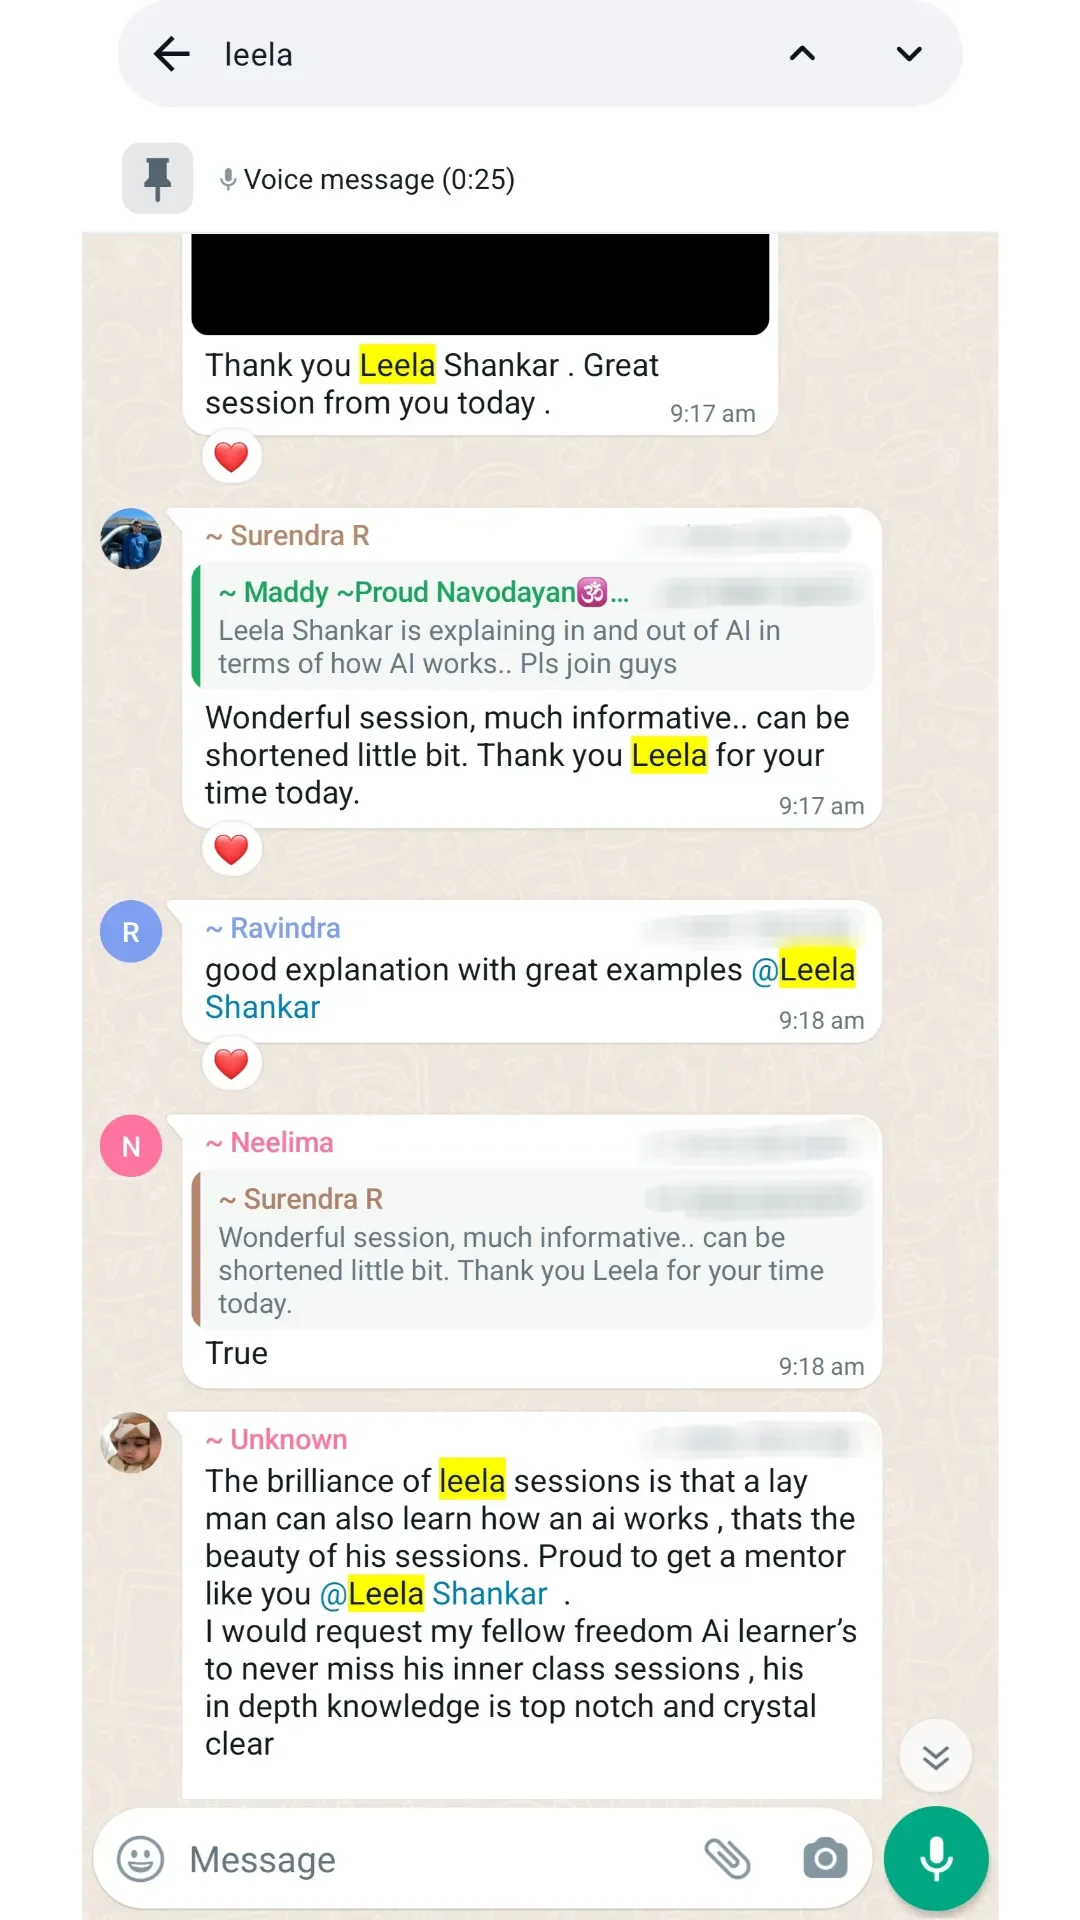 leela
Voice message (0:25)
Thank you Leela Shankar . Great
session from you today .
9:17 am
~ Surendra R
~ Maddy ~Proud Navodayan🕉️...
Leela Shankar is explaining in and out of AI in
terms of how AI works.. Pls join guys
Wonderful session, much informative.. can be
shortened little bit. Thank you Leela for your
time today.
9:17 am
R
~ Ravindra
good explanation with great examples @Leela
Shankar
9:18 am
N
~ Neelima
~ Surendra R
Wonderful session, much informative.. can be
shortened little bit. Thank you Leela for your time
today.
True
9:18 am
~ Unknown
The brilliance of leela sessions is that a lay
man can also learn how an ai works , thats the
beauty of his sessions. Proud to get a mentor
like you @Leela Shankar .
I would request my fellow freedom Ai learner’s
to never miss his inner class sessions , his
in depth knowledge is top notch and crystal
clear
Message